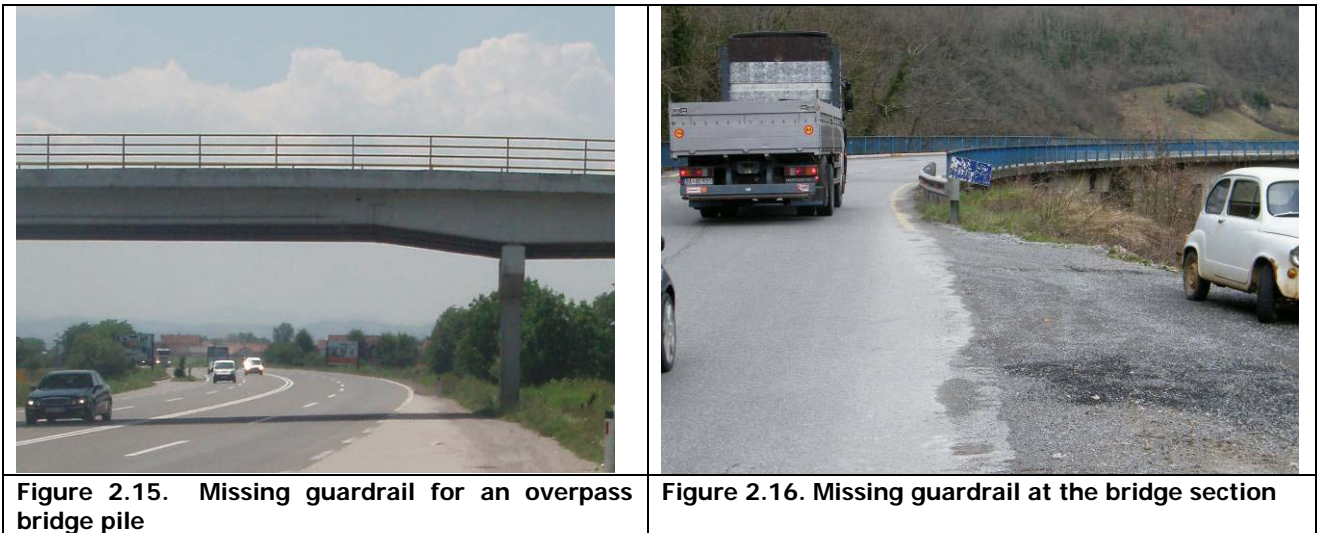 Figure 2.15. Missing guardrail for an overpass
bridge pile
Figure 2.16. Missing guardrail at the bridge section